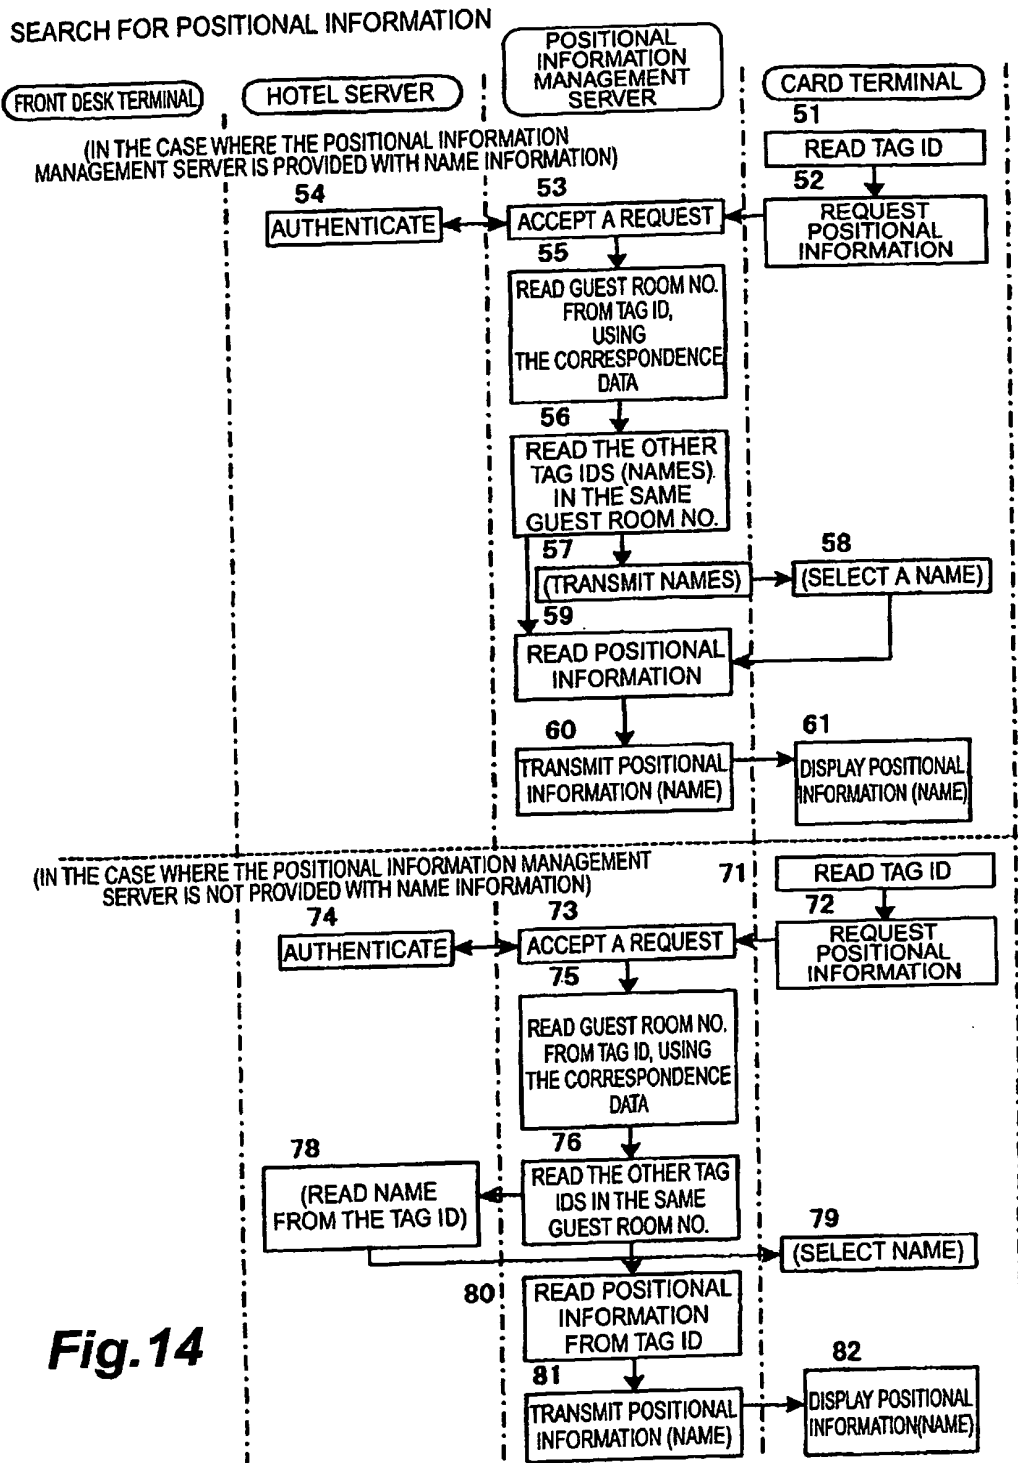 SEARCH FOR POSITIONAL INFORMATION
FRONT DESK TERMINAL
HOTEL SERVER
POSITIONAL
INFORMATION
MANAGEMENT
SERVER
CARD TERMINAL
(IN THE CASE WHERE THE POSITIONAL INFORMATION
MANAGEMENT SERVER IS PROVIDED WITH NAME INFORMATION)
51
READ TAG ID
52
REQUEST
POSITIONAL
INFORMATION
53
ACCEPT A REQUEST
54
AUTHENTICATE
55
READ GUEST ROOM NO.
FROM TAG ID,
USING
THE CORRESPONDENCE
DATA
56
READ THE OTHER
TAG IDS (NAMES)
IN THE SAME
GUEST ROOM NO.
57
(TRANSMIT NAMES)
58
(SELECT A NAME)
59
READ POSITIONAL
INFORMATION
60
TRANSMIT POSITIONAL
INFORMATION (NAME)
61
DISPLAY POSITIONAL
INFORMATION (NAME)
(IN THE CASE WHERE THE POSITIONAL INFORMATION MANAGEMENT
SERVER IS NOT PROVIDED WITH NAME INFORMATION)
71
READ TAG ID
72
REQUEST
POSITIONAL
INFORMATION
73
ACCEPT A REQUEST
74
AUTHENTICATE
75
READ GUEST ROOM NO.
FROM TAG ID, USING
THE CORRESPONDENCE
DATA
76
READ THE OTHER TAG
IDS IN THE SAME
GUEST ROOM NO.
78
(READ NAME
FROM THE TAG ID)
79
(SELECT NAME)
80
READ POSITIONAL
INFORMATION
FROM TAG ID
81
TRANSMIT POSITIONAL
INFORMATION (NAME)
82
DISPLAY POSITIONAL
INFORMATION(NAME)
Fig.14